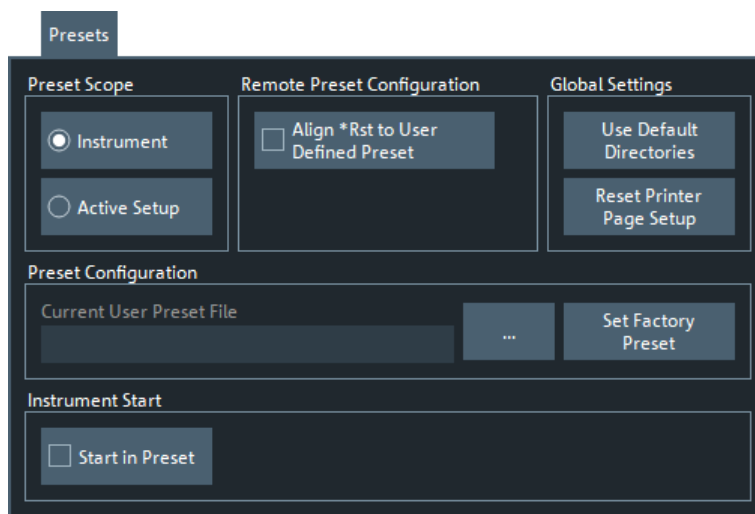 Presets
Preset Scope
Remote Preset Configuration
Global Settings
Instrument
Align *Rst to User
Defined Preset
Use Default
Directories
Active Setup
Reset Printer
Page Setup
Preset Configuration
Current User Preset File
...
Set Factory
Preset
Instrument Start
Start in Preset